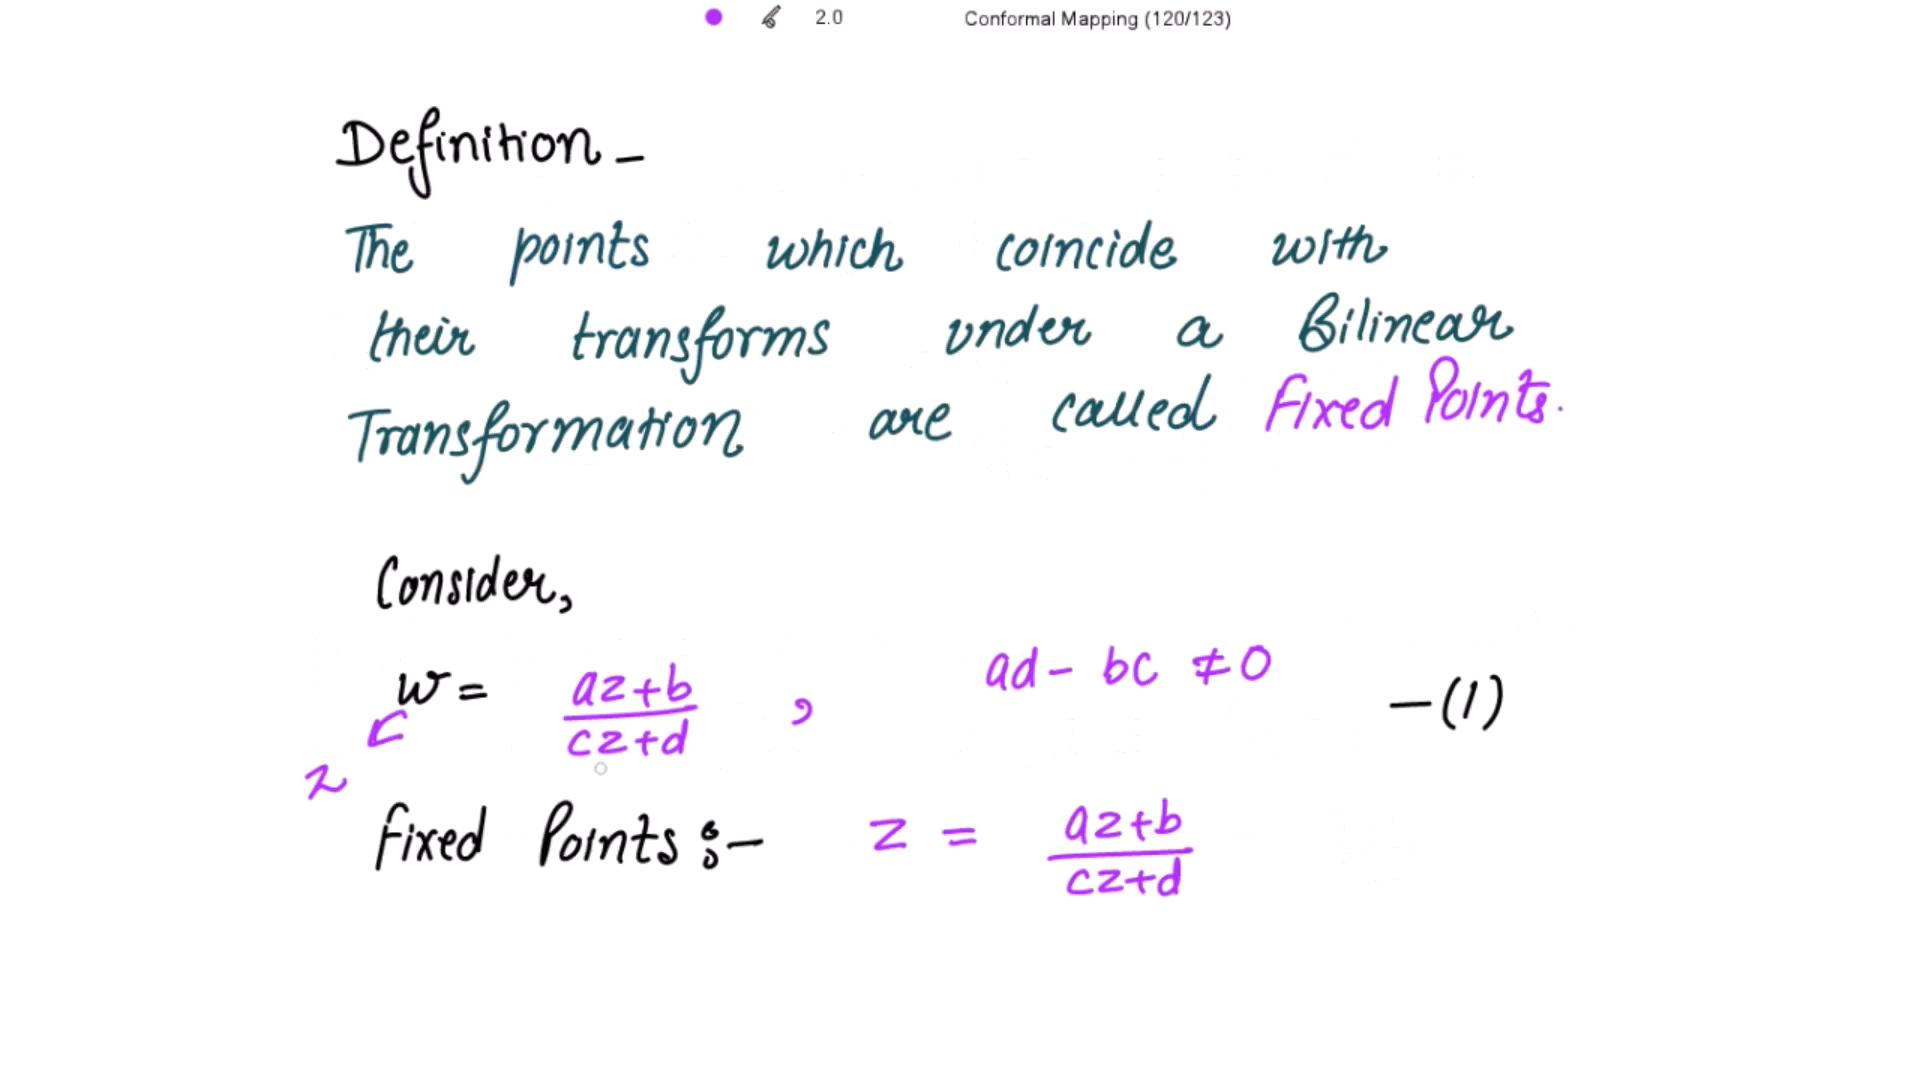 2.0 Conformal Mapping (120/123)
Definition –
The points which coincide with
their transforms under a Bilinear
Transformation are called Fixed Points.
Consider,
w = az+b / cz+d , ad - bc ≠ 0 – (1)
z
Fixed Points :- z = az+b / cz+d